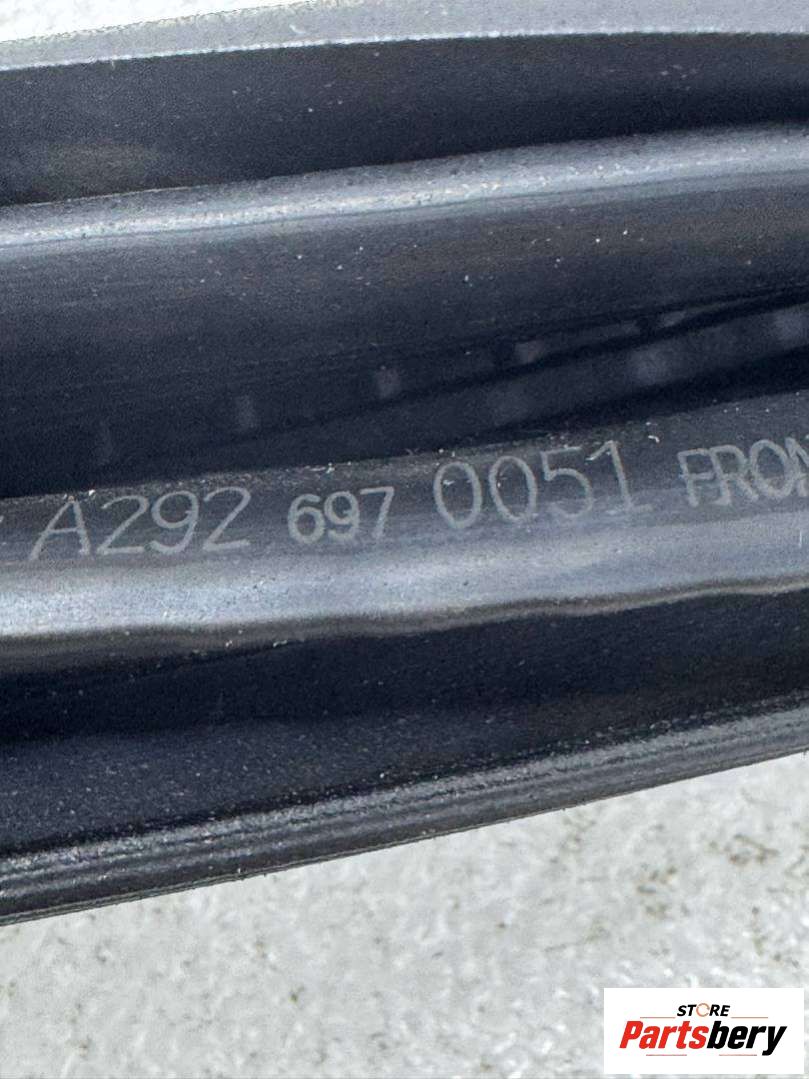 A292 697 0051 FRON
STORE
Partsbery